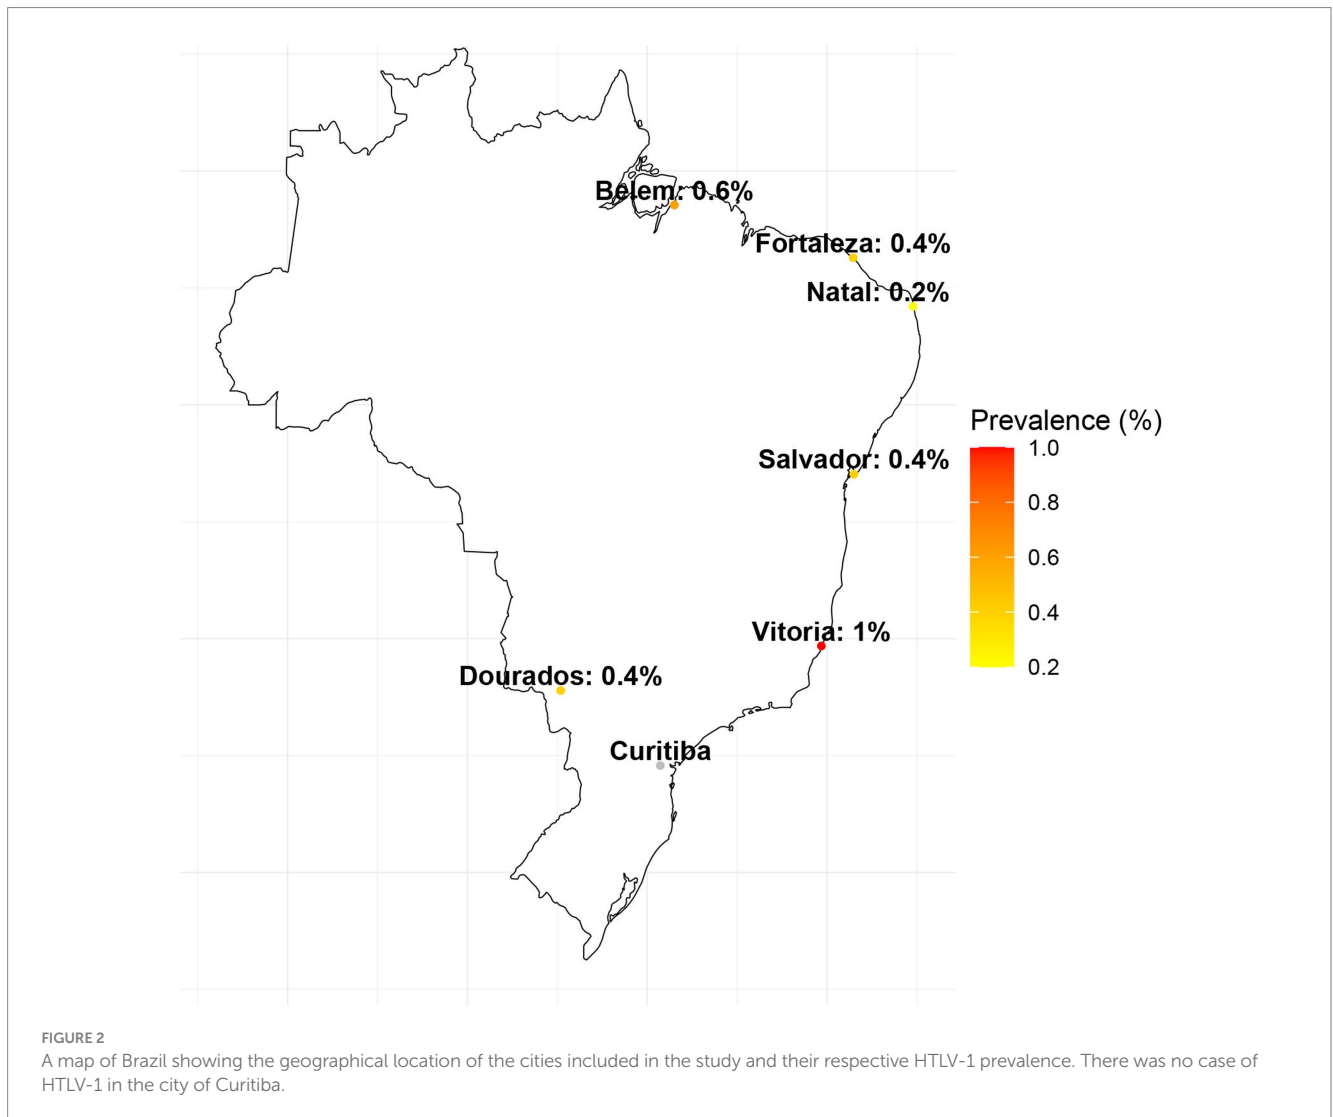 Belem: 0.6%
Fortaleza: 0.4%
Natal: 0.2%
Prevalence (%)
1.0
Salvador: 0.4%
0.8
0.6
0.4
Vitoria: 1%
0.2
Dourados: 0.4%
Curitiba
FIGURE 2
A map of Brazil showing the geographical location of the cities included in the study and their respective HTLV-1 prevalence. There was no case of
HTLV-1 in the city of Curitiba.